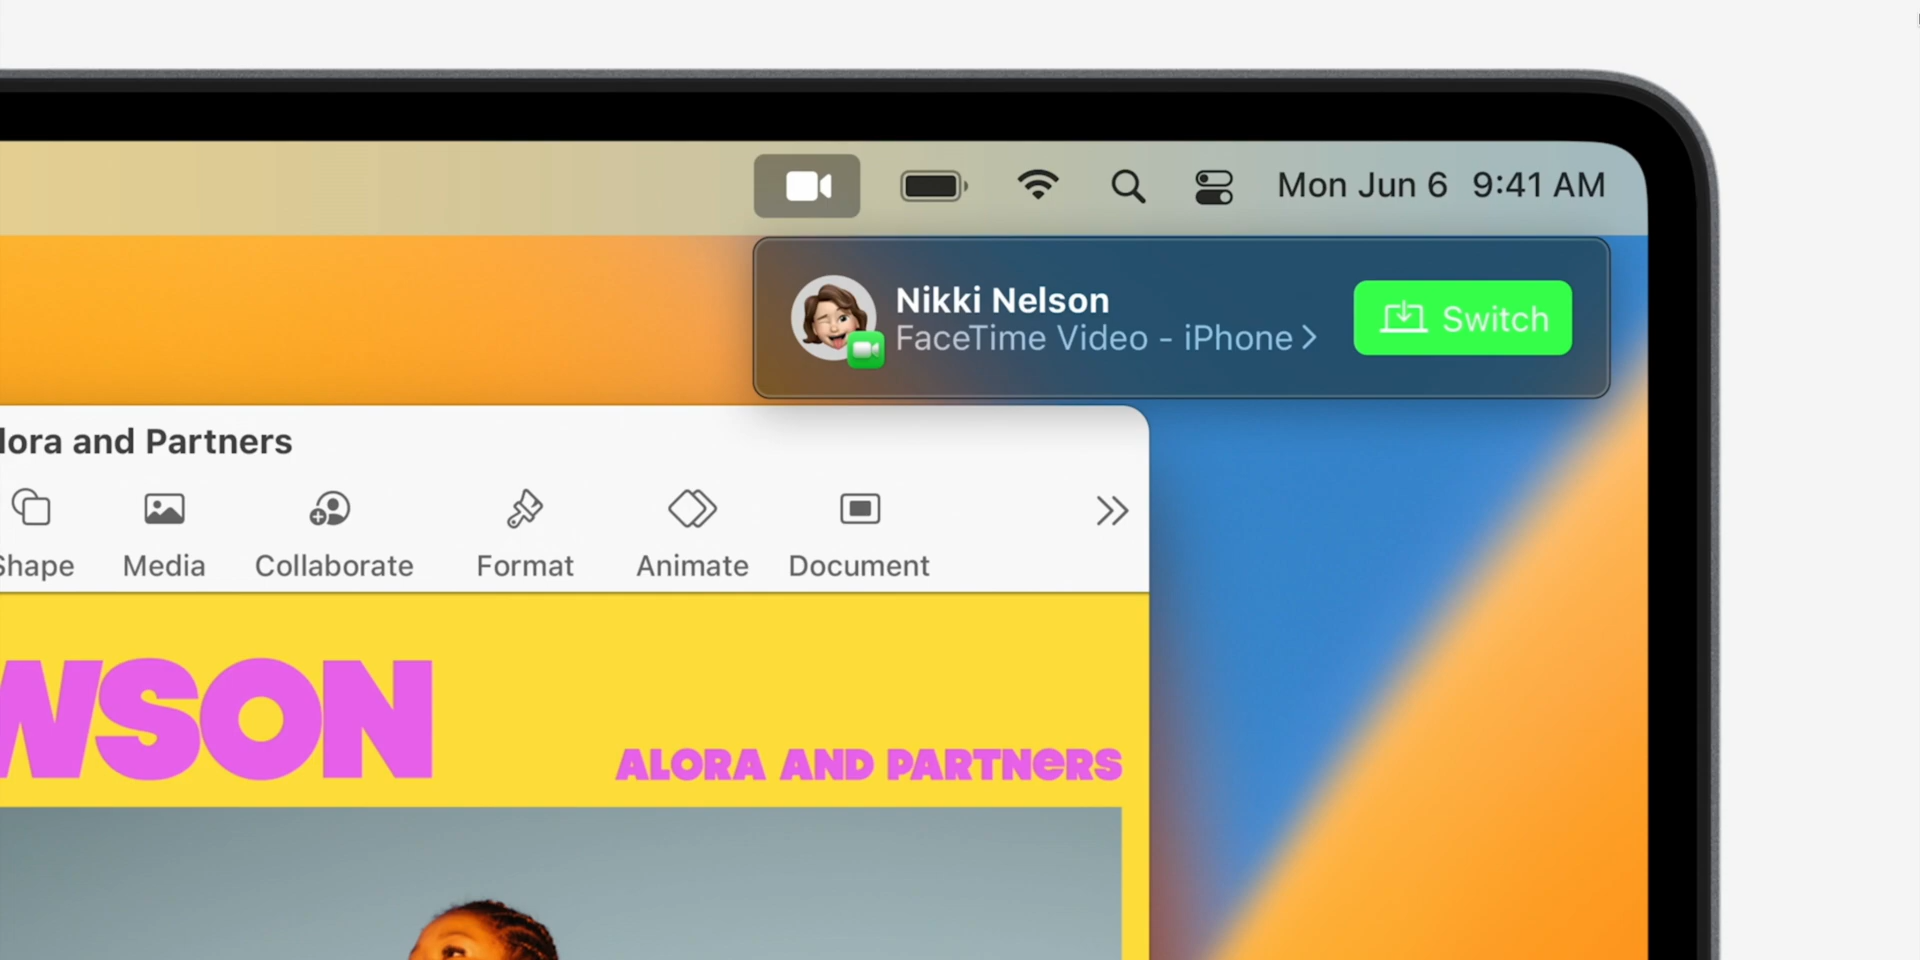 Mon Jun 6 9:41 AM
Nikki Nelson
FaceTime Video - iPhone
Switch
lora and Partners
Shape Media Collaborate Format Animate Document
WSON
ALORA AND PARTNeRS